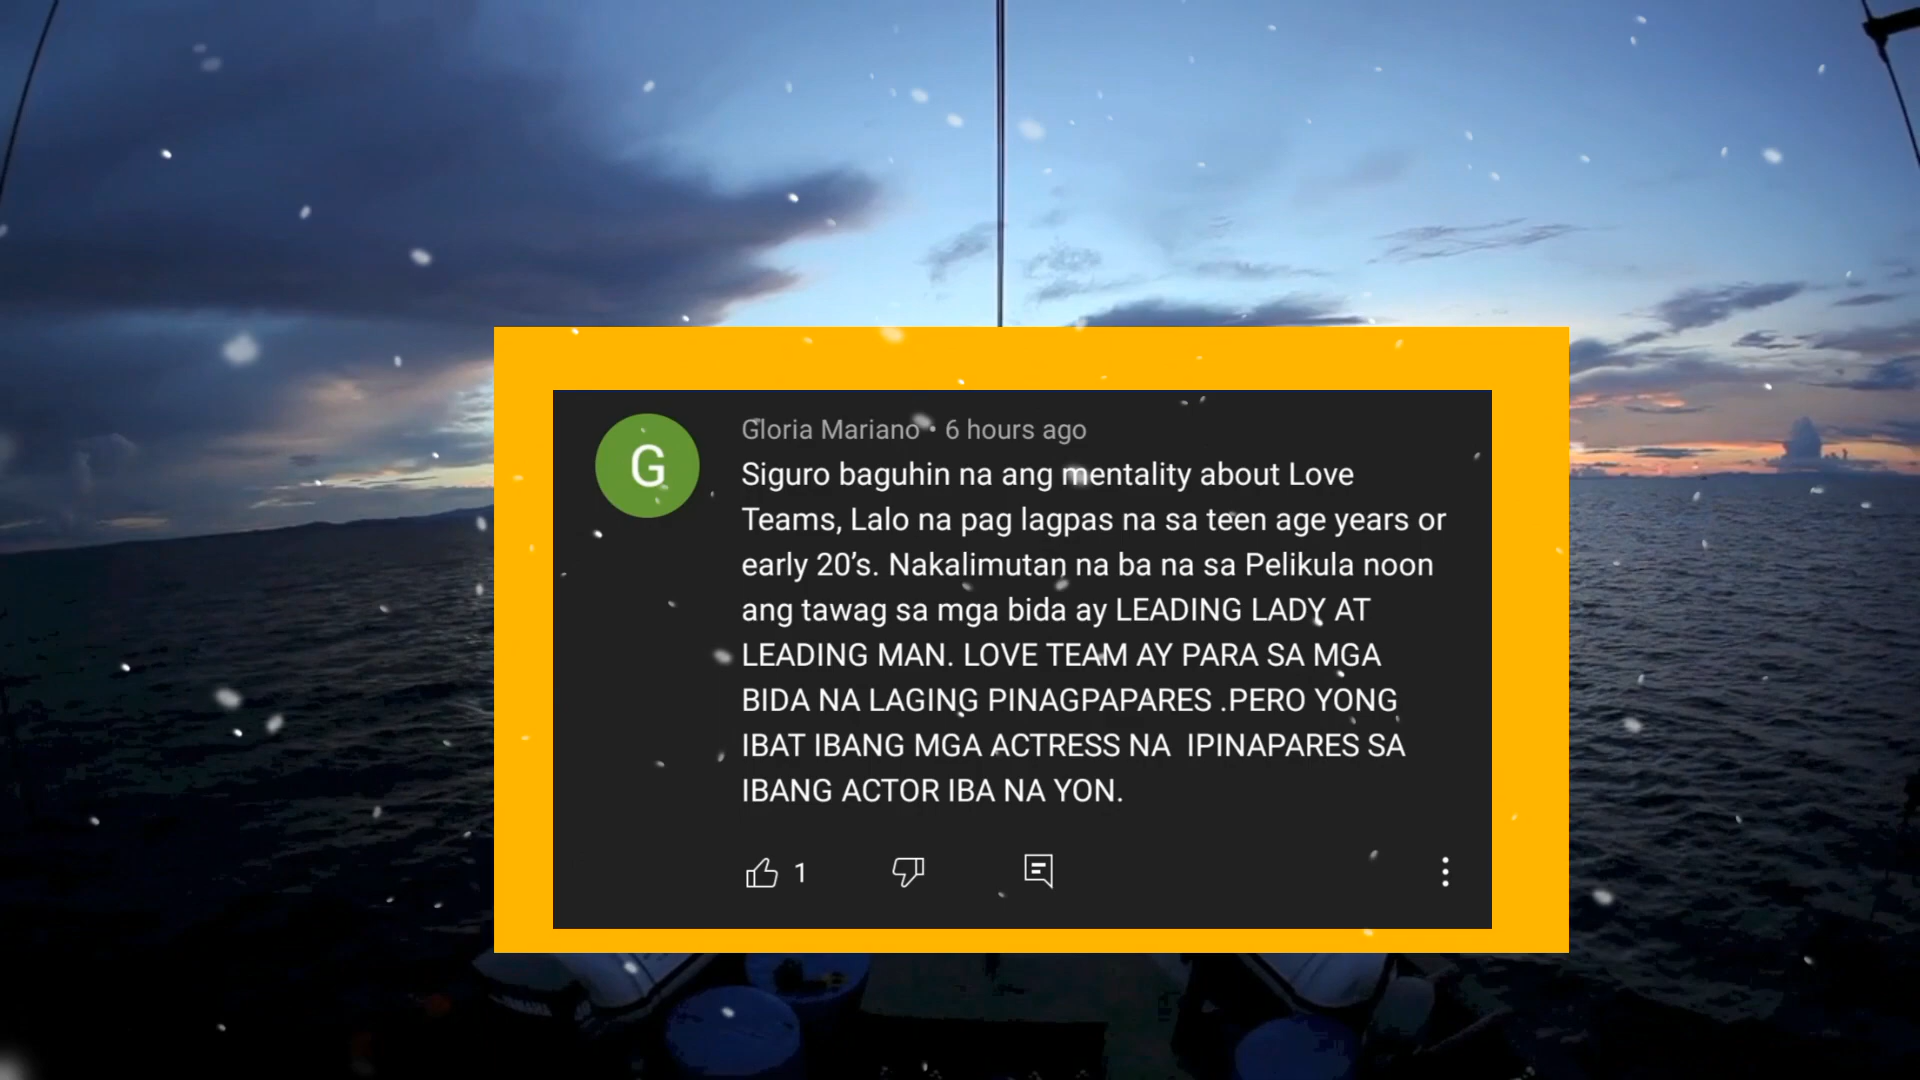 G
Gloria Mariano • 6 hours ago
Siguro baguhin na ang mentality about Love
Teams, Lalo na pag lagpas na sa teen age years or
early 20’s. Nakalimutan na ba na sa Pelikula noon
ang tawag sa mga bida ay LEADING LADY AT
LEADING MAN. LOVE TEAM AY PARA SA MGA
BIDA NA LAGING PINAGPAPARES .PERO YONG
IBAT IBANG MGA ACTRESS NA  IPINAPARES SA
IBANG ACTOR IBA NA YON.
1